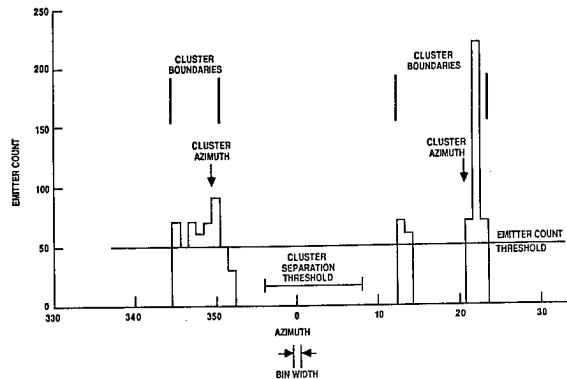 250
200
150
100
50
0
EMITTER COUNT
CLUSTER
BOUNDARIES
CLUSTER
BOUNDARIES
CLUSTER
AZIMUTH
CLUSTER
AZIMUTH
EMITTER COUNT
THRESHOLD
CLUSTER
SEPARATION
THRESHOLD
330
340
350
0
10
20
30
AZIMUTH
BIN WIDTH